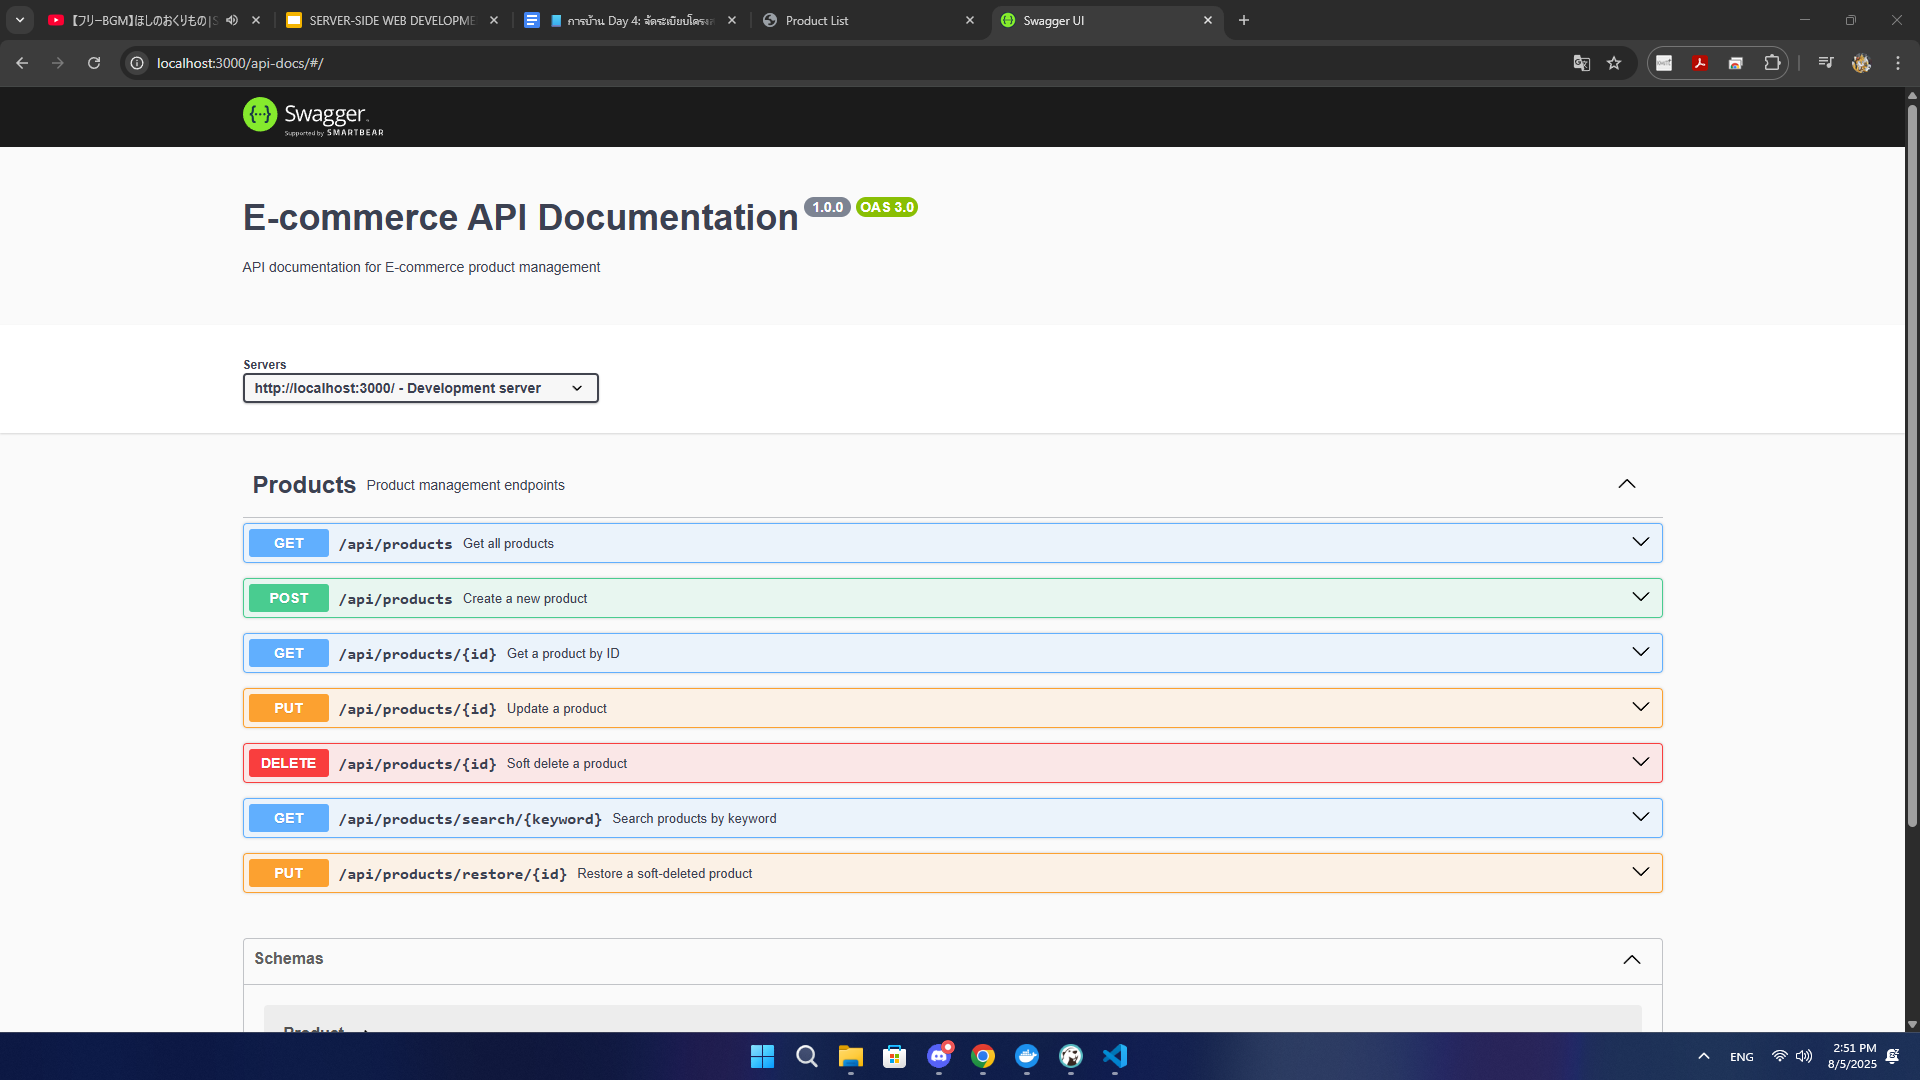 【フリーBGM】ほしのおくりもの | S
SERVER-SIDE WEB DEVELOPME
การบ้าน Day 4: จัดระเบียบโครงส
Product List
Swagger UI
localhost:3000/api-docs/#/
Swagger
Supported by SMARTBEAR
E-commerce API Documentation 1.0.0 OAS 3.0
API documentation for E-commerce product management
Servers
http://localhost:3000/ - Development server
Products Product management endpoints
GET /api/products Get all products
POST /api/products Create a new product
GET /api/products/{id} Get a product by ID
PUT /api/products/{id} Update a product
DELETE /api/products/{id} Soft delete a product
GET /api/products/search/{keyword} Search products by keyword
PUT /api/products/restore/{id} Restore a soft-deleted product
Schemas
Product
ENG
2:51 PM
8/5/2025